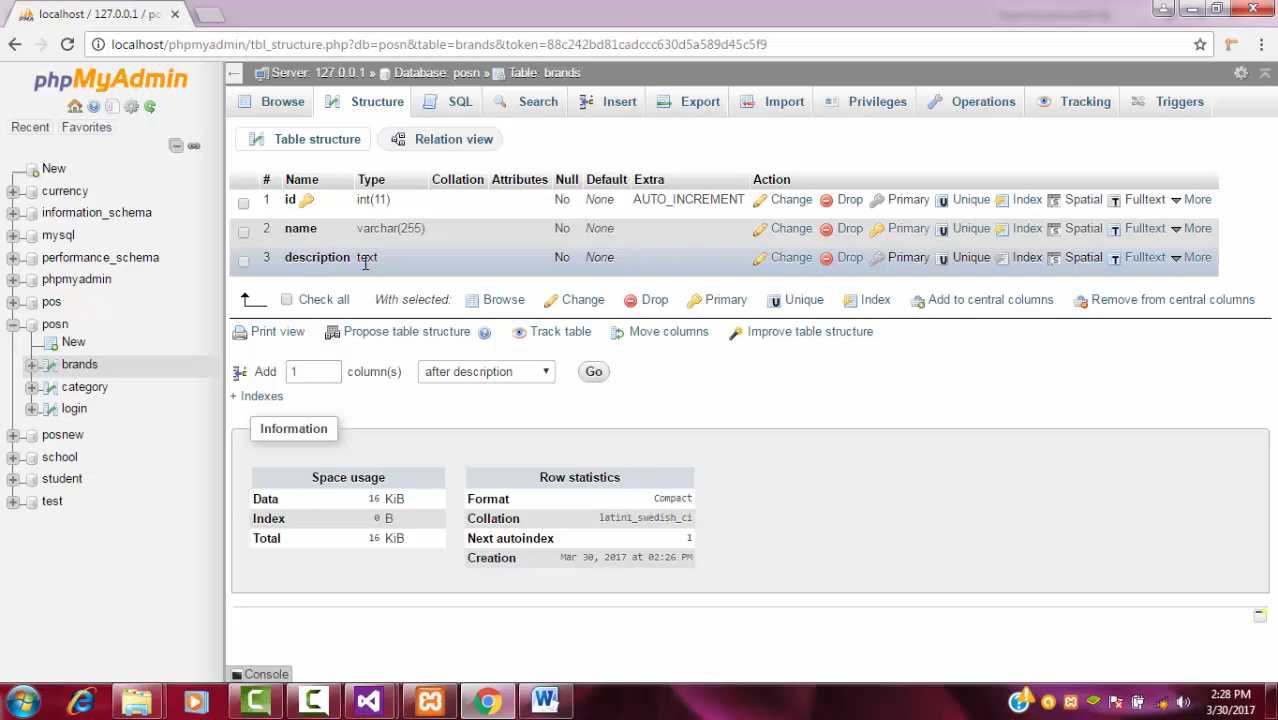 localhost / 127.0.0.1 / po
localhost/phpmyadmin/tbl_structure.php?db=posn&table=brands&token=88c242bd81cadccc630d5a589d45c5f9
phpMyAdmin
Recent Favorites
New
currency
information_schema
mysql
performance_schema
phpmyadmin
pos
posn
New
brands
category
login
posnew
school
student
test
Server: 127.0.0.1 » Database: posn » Table: brands
Browse Structure SQL Search Insert Export Import Privileges Operations Tracking Triggers
Table structure Relation view
# Name Type Collation Attributes Null Default Extra Action
1 id int(11) No None AUTO_INCREMENT Change Drop Primary Unique Index Spatial Fulltext More
2 name varchar(255) No None Change Drop Primary Unique Index Spatial Fulltext More
3 description text No None Change Drop Primary Unique Index Spatial Fulltext More
Check all With selected: Browse Change Drop Primary Unique Index Add to central columns Remove from central columns
Print view Propose table structure Track table Move columns Improve table structure
Add 1 column(s) after description Go
+ Indexes
Information
Space usage
Data 16 KiB
Index 0 B
Total 16 KiB
Row statistics
Format Compact
Collation latin1_swedish_ci
Next autoindex 1
Creation Mar 30, 2017 at 02:26 PM
Console
2:28 PM
3/30/2017